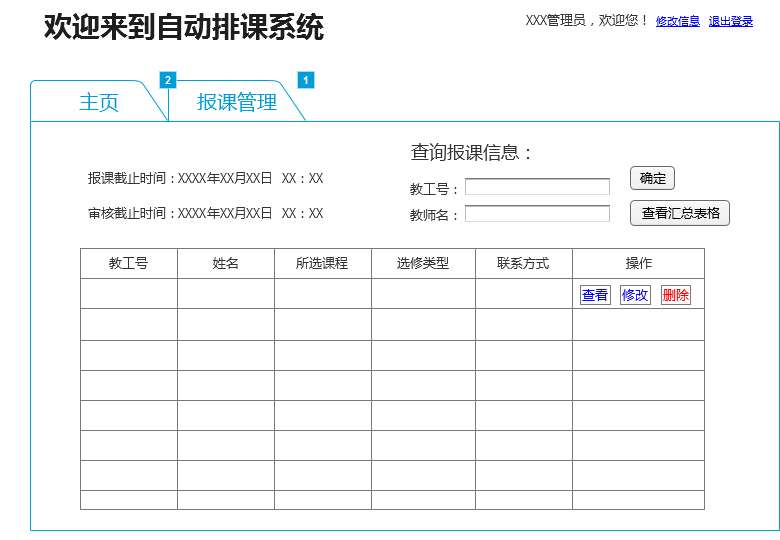 欢迎来到自动排课系统
XXX管理员，欢迎您！ 修改信息 退出登录
2 1
主页 报课管理
查询报课信息：
报课截止时间：XXXX年XX月XX日 XX：XX
教工号： 确定
审核截止时间：XXXX年XX月XX日 XX：XX
教师名： 查看汇总表格
教工号 姓名 所选课程 选修类型 联系方式 操作
查看 修改 删除